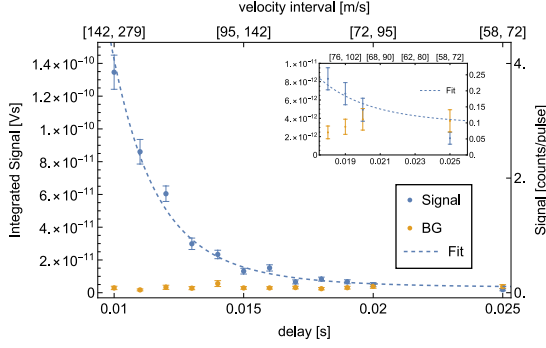 velocity interval [m/s]
[142, 279] [95, 142] [72, 95] [58, 72]
Integrated Signal [Vs]
1.4×10⁻¹⁰
1.2×10⁻¹⁰
1.×10⁻¹⁰
8.×10⁻¹¹
6.×10⁻¹¹
4.×10⁻¹¹
2.×10⁻¹¹
0
0.010 0.015 0.020 0.025
delay [s]
4.
2.
0.
Signal [counts/pulse]
[76, 102] [68, 90] [62, 80] [58, 72]
1.×10⁻¹¹
8.×10⁻¹²
6.×10⁻¹²
4.×10⁻¹²
2.×10⁻¹²
0
0.019 0.021 0.023 0.025
0.25
0.20
0.15
0.1
0.05
0.
Fit
Signal
BG
Fit